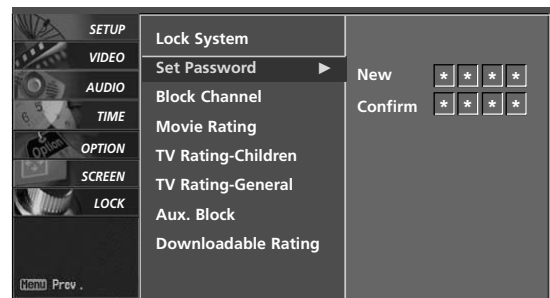 SETUP
VIDEO
AUDIO
TIME
OPTION
SCREEN
LOCK
Menu Prev.
Lock System
Set Password ►
Block Channel
Movie Rating
TV Rating-Children
TV Rating-General
Aux. Block
Downloadable Rating
New * * * *
Confirm * * * *